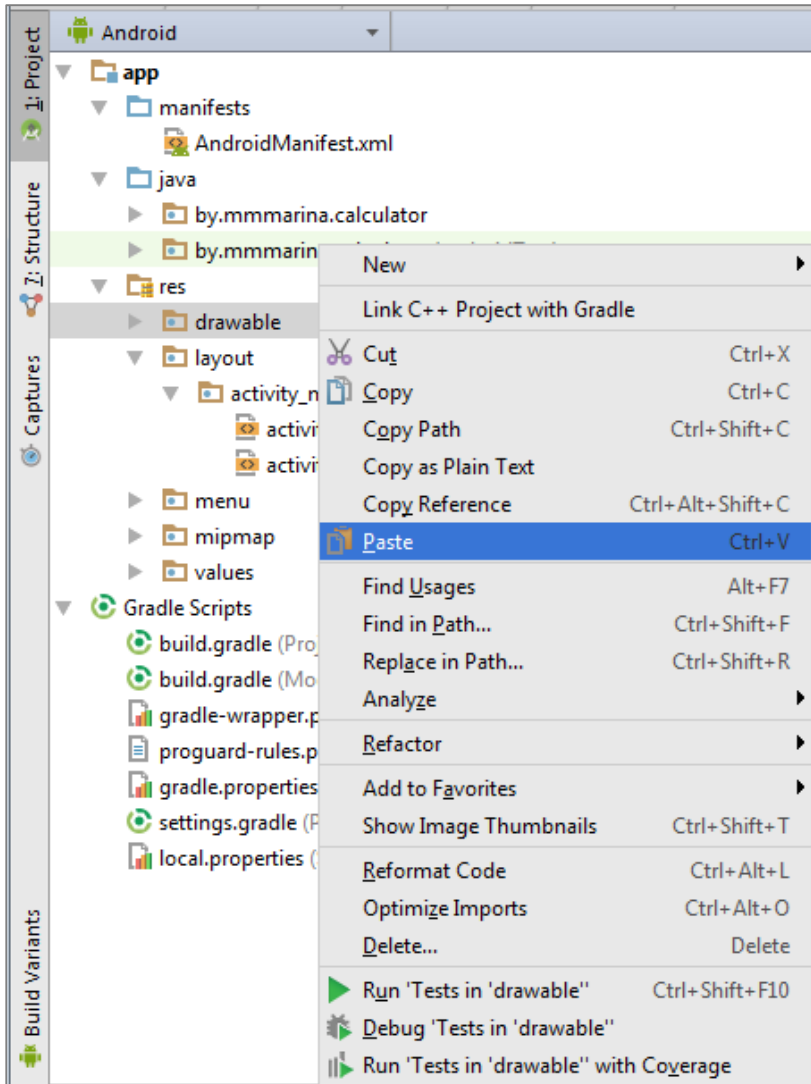 Android
1: Project
7: Structure
Captures
Build Variants
app
manifests
AndroidManifest.xml
java
by.mmmarina.calculator
by.mmmarin
res
drawable
layout
activity_m
activi
activi
menu
mipmap
values
Gradle Scripts
build.gradle (Proj
build.gradle (Mo
gradle-wrapper.p
proguard-rules.p
gradle.properties
settings.gradle (P
local.properties (
New
Link C++ Project with Gradle
Cut Ctrl+X
Copy Ctrl+C
Copy Path Ctrl+Shift+C
Copy as Plain Text
Copy Reference Ctrl+Alt+Shift+C
Paste Ctrl+V
Find Usages Alt+F7
Find in Path... Ctrl+Shift+F
Replace in Path... Ctrl+Shift+R
Analyze
Refactor
Add to Favorites
Show Image Thumbnails Ctrl+Shift+T
Reformat Code Ctrl+Alt+L
Optimize Imports Ctrl+Alt+O
Delete... Delete
Run 'Tests in 'drawable'' Ctrl+Shift+F10
Debug 'Tests in 'drawable''
Run 'Tests in 'drawable'' with Coverage